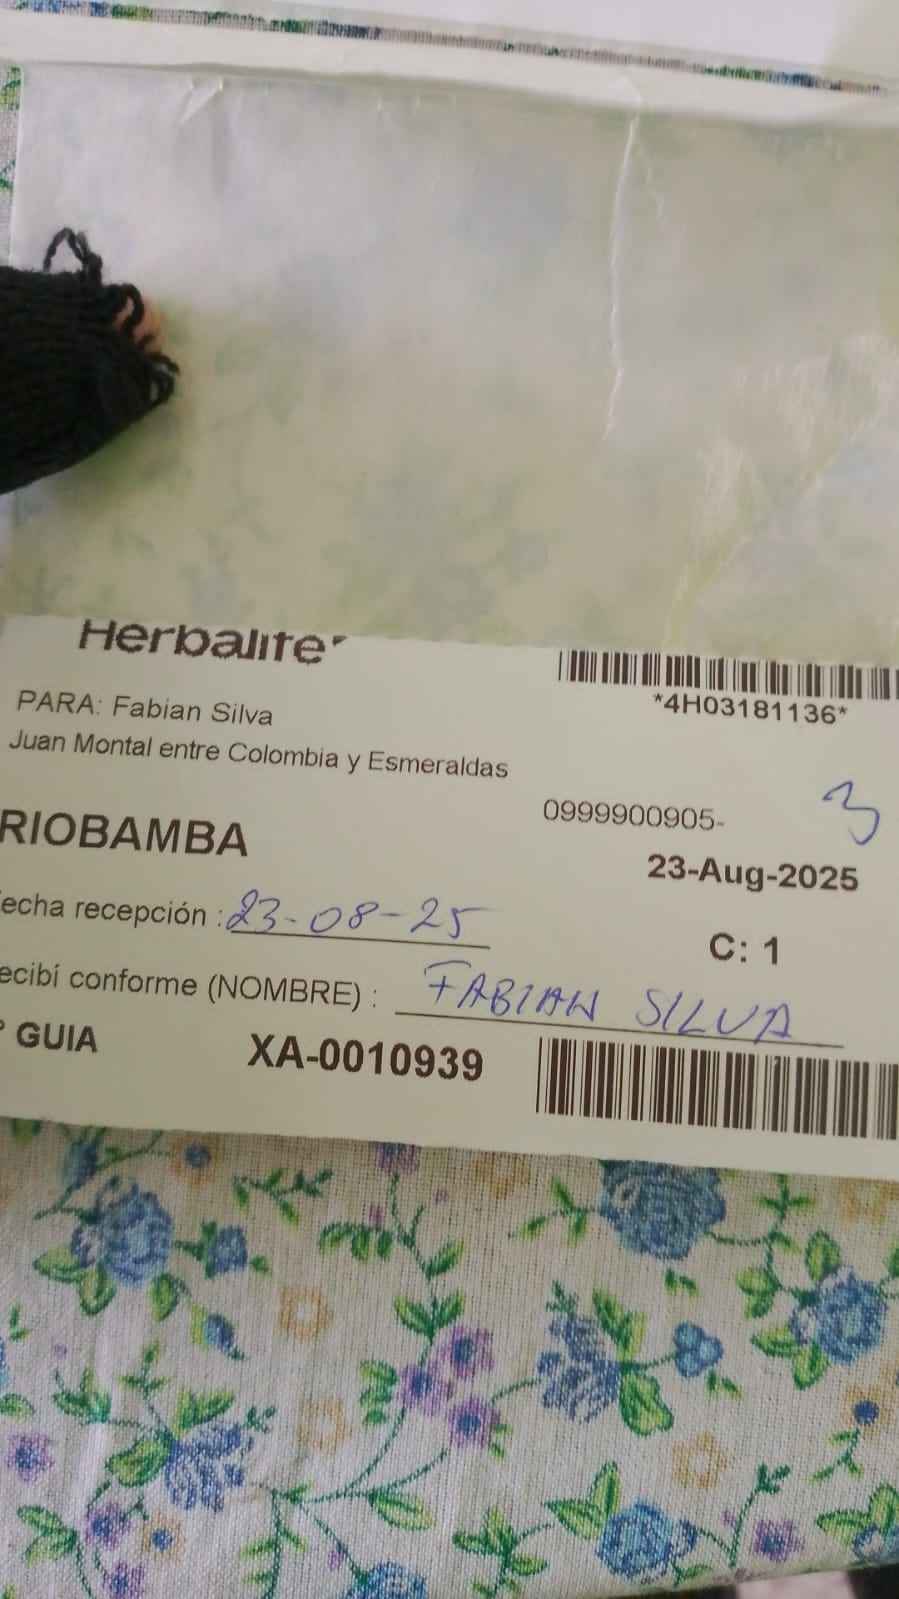 Herbalife
*4H03181136*
PARA: Fabian Silva
Juan Montal entre Colombia y Esmeraldas
0999900905-
3
RIOBAMBA
23-Aug-2025
echa recepción : 23-08-25
C: 1
ecibí conforme (NOMBRE) : FABIAN SILVA
° GUIA XA-0010939